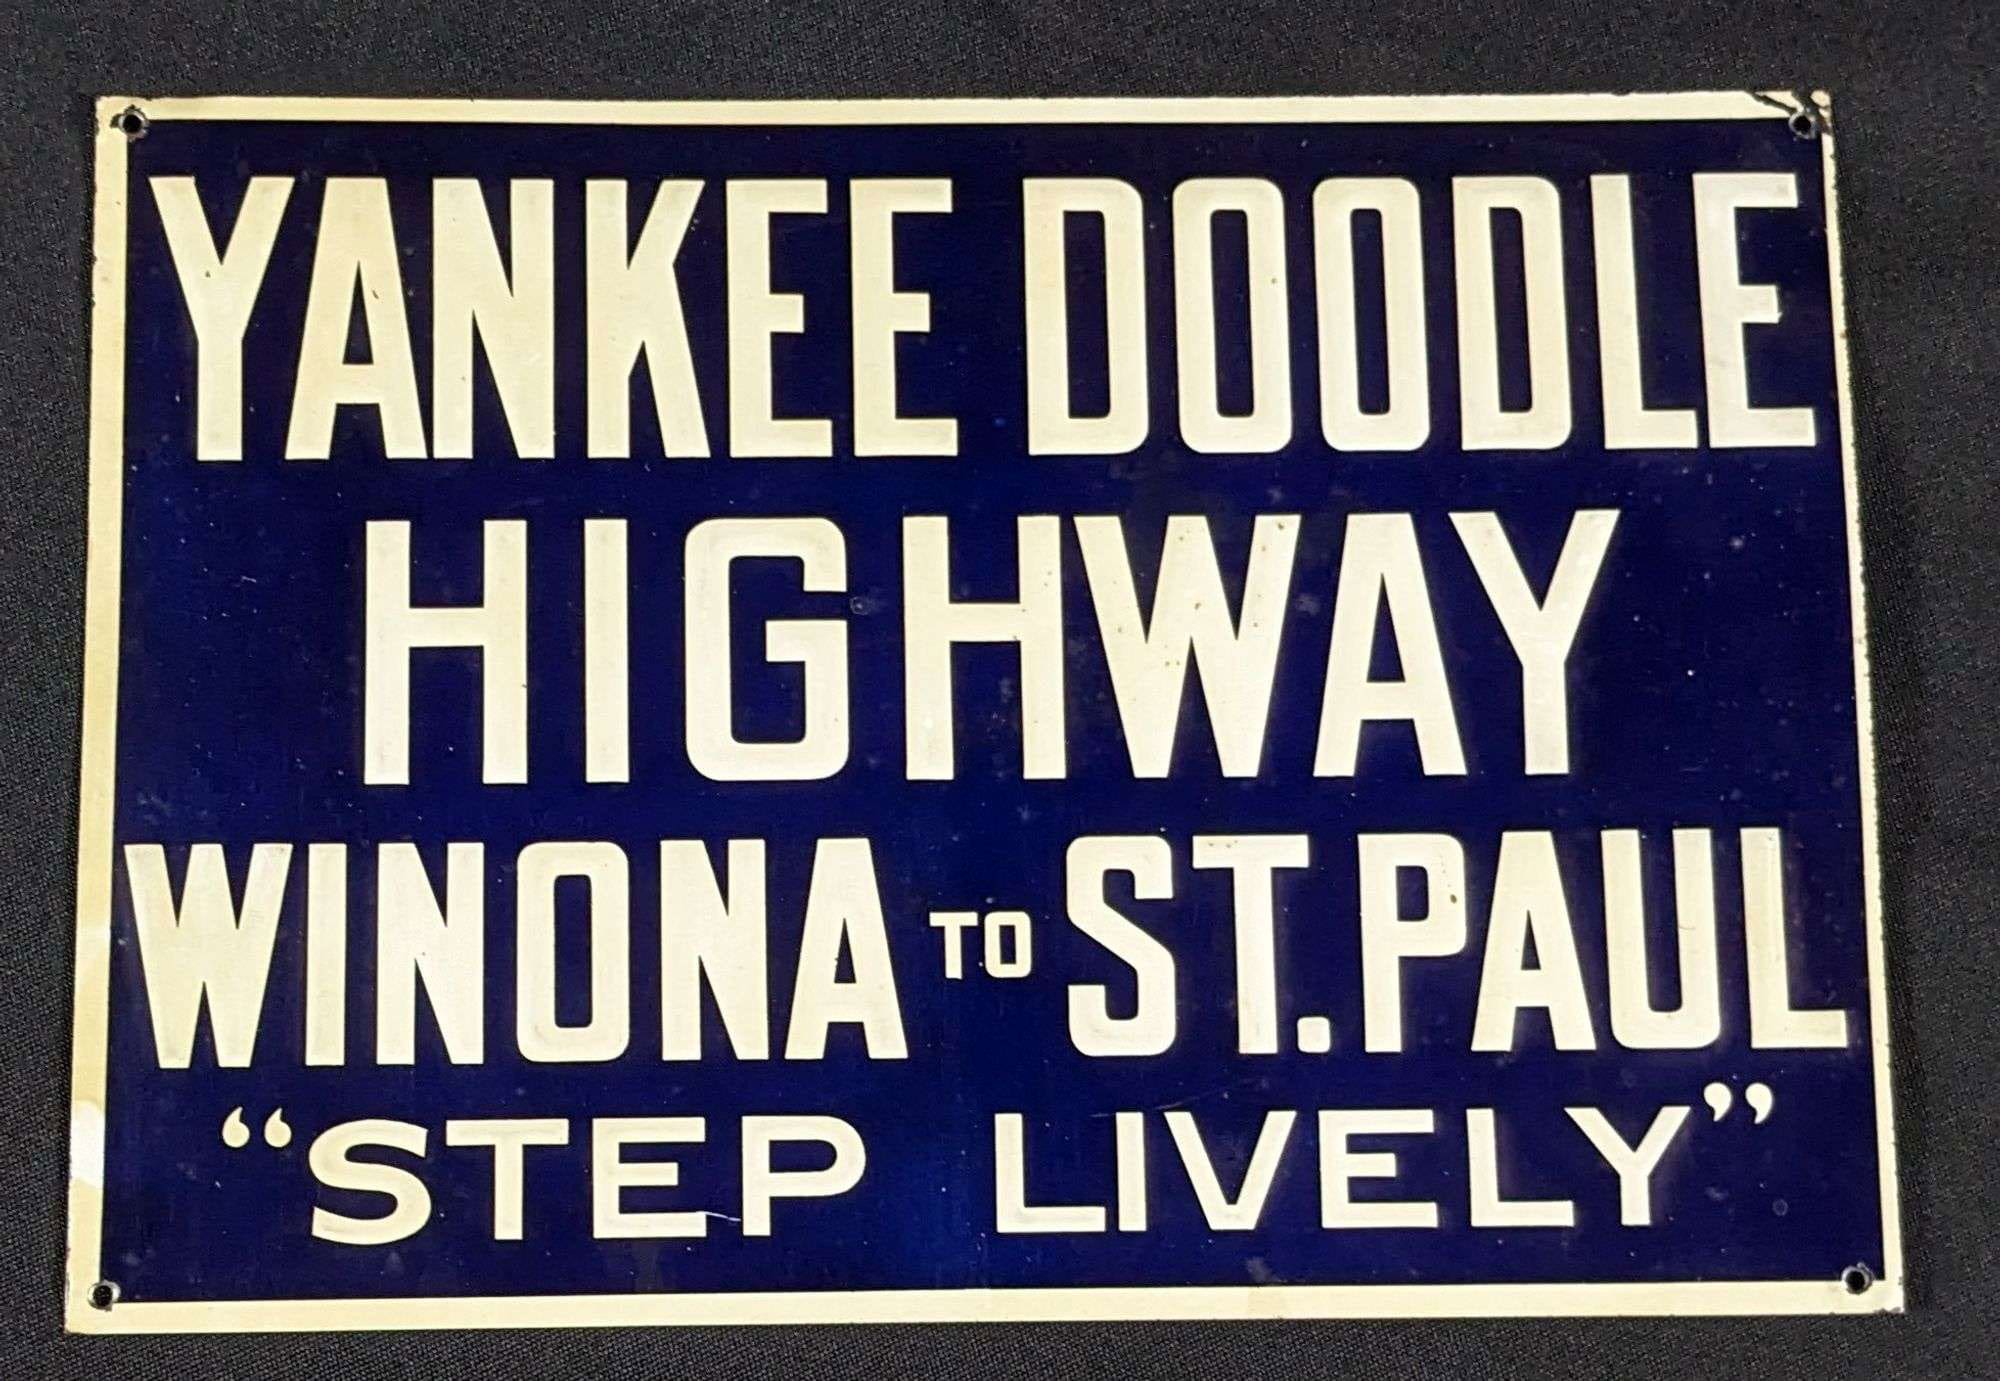 YANKEE DOODLE
HIGHWAY
WINONA TO ST. PAUL
“STEP LIVELY”